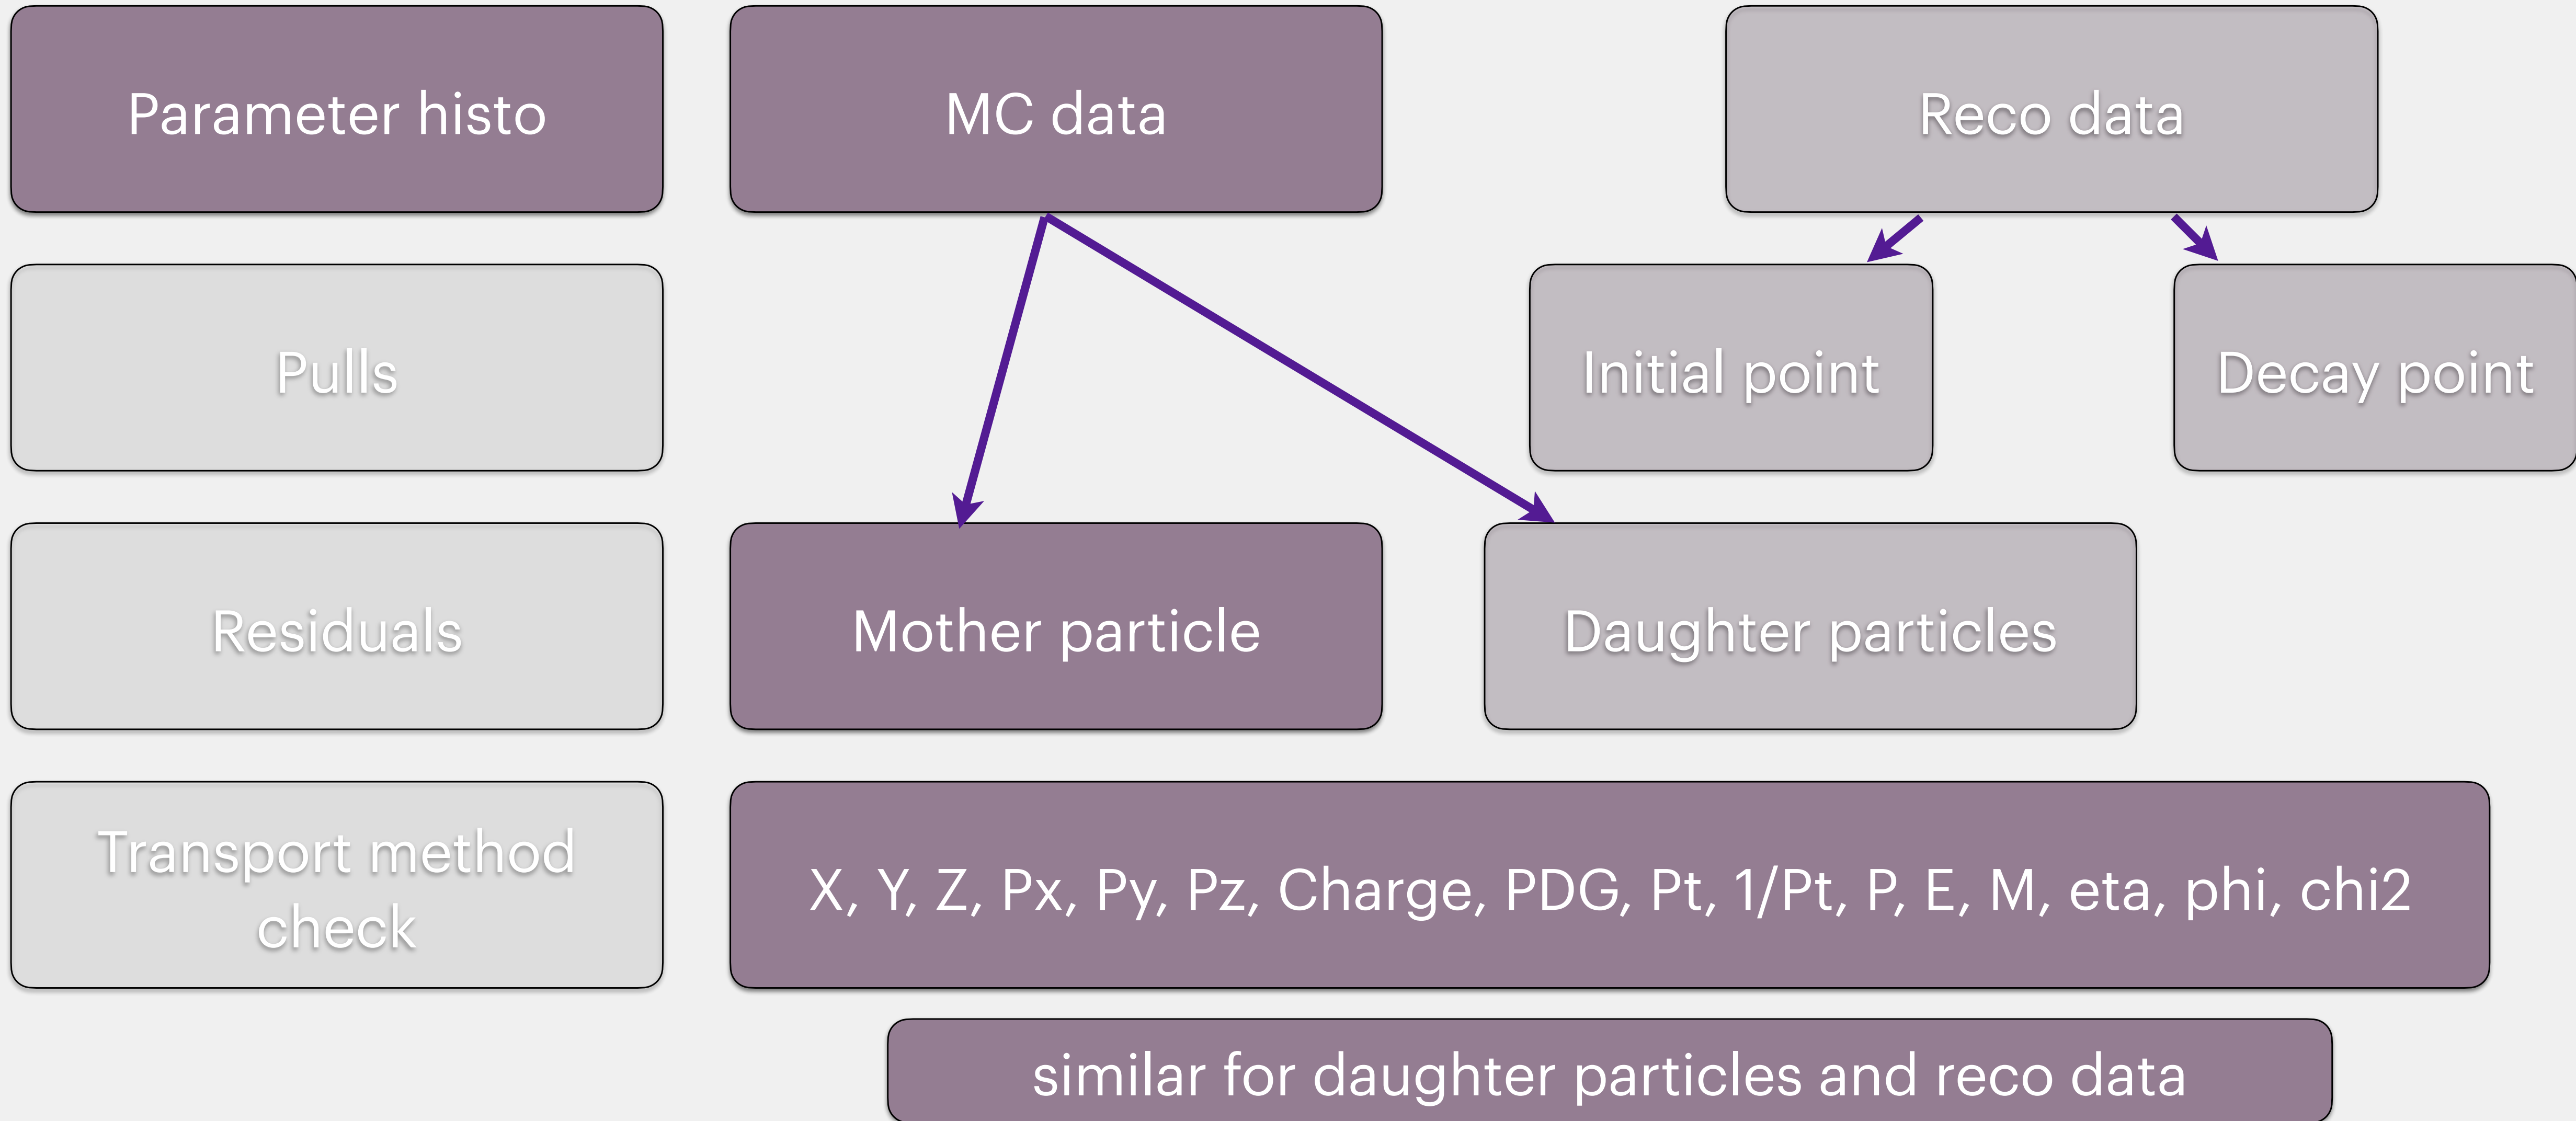 Parameter histo
MC data
Reco data
Pulls
Initial point
Decay point
Residuals
Mother particle
Daughter particles
Transport method
check
X, Y, Z, Px, Py, Pz, Charge, PDG, Pt, 1/Pt, P, E, M, eta, phi, chi2
similar for daughter particles and reco data